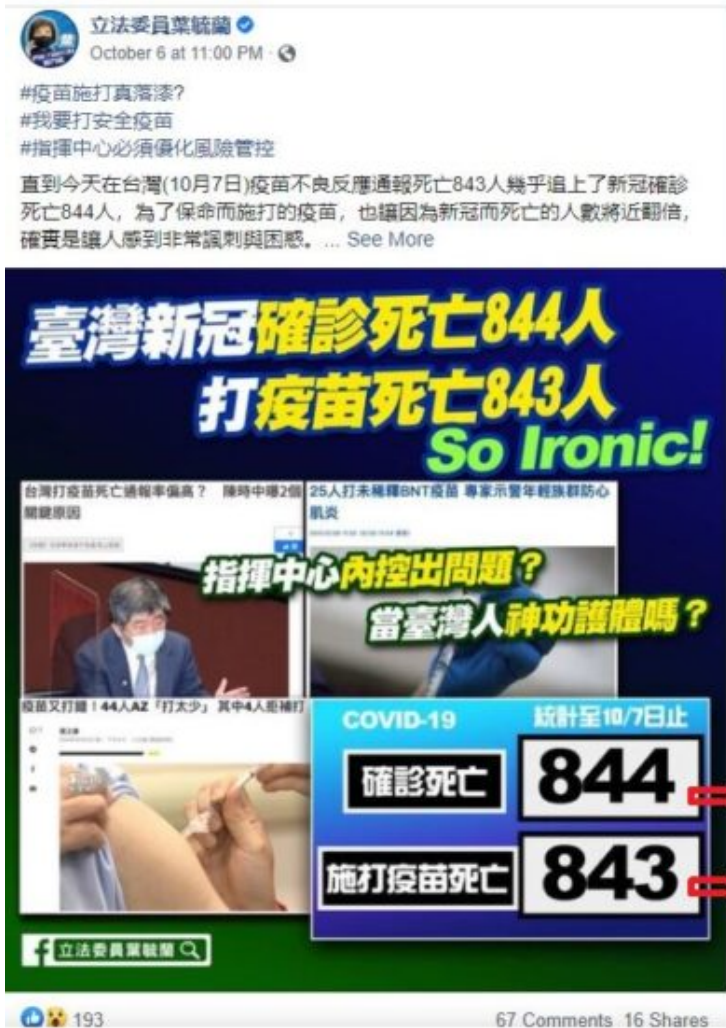 立法委員葉毓蘭
October 6 at 11:00 PM ·
#疫苗施打真落漆?
#我要打安全疫苗
#指揮中心必須優化風險管控
直到今天在台灣(10月7日)疫苗不良反應通報死亡843人幾乎追上了新冠確診
死亡844人，為了保命而施打的疫苗，也讓因為新冠而死亡的人數將近翻倍，
確實是讓人感到非常諷刺與困惑。... See More
臺灣新冠確診死亡844人
打疫苗死亡843人
So Ironic!
台灣打疫苗死亡通報率偏高？ 陳時中曝2個
關鍵原因
25人打未稀釋BNT疫苗 專家示警年輕族群防心
肌炎
指揮中心內控出問題？
當臺灣人神功護體嗎？
疫苗又打錯！44人AZ「打太少」 其中4人拒補打
COVID-19
統計至10/7日止
確診死亡
844
施打疫苗死亡
843
f 立法委員葉毓蘭
193
67 Comments 16 Shares